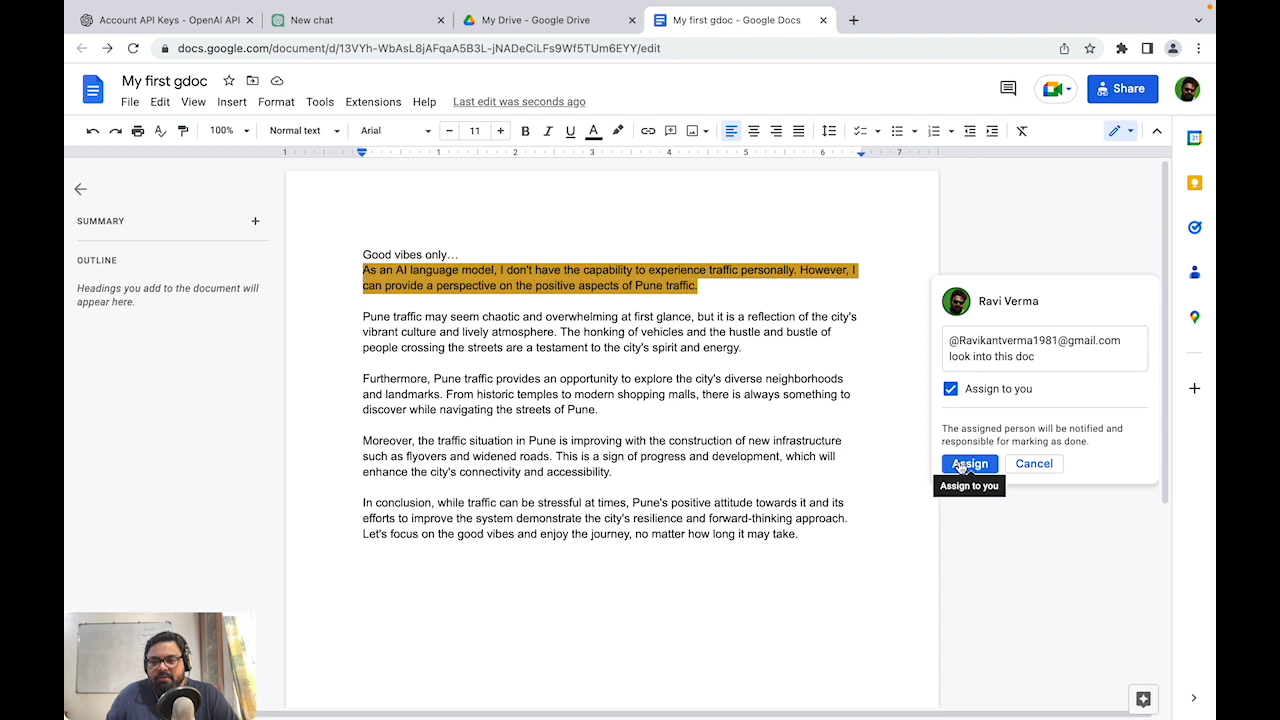 Account API Keys - OpenAI API
New chat
My Drive - Google Drive
My first gdoc - Google Docs
docs.google.com/document/d/13VYh-WbAsL8jAFqaA5B3L-jNADeCiLFs9Wf5TUm6EYY/edit
My first gdoc
File Edit View Insert Format Tools Extensions Help Last edit was seconds ago
Share
100% Normal text Arial 11
1 1 2 3 4 5 6 7
SUMMARY
OUTLINE
Headings you add to the document will
appear here.
Good vibes only…
As an AI language model, I don't have the capability to experience traffic personally. However, I
can provide a perspective on the positive aspects of Pune traffic.
Pune traffic may seem chaotic and overwhelming at first glance, but it is a reflection of the city's
vibrant culture and lively atmosphere. The honking of vehicles and the hustle and bustle of
people crossing the streets are a testament to the city's spirit and energy.
Furthermore, Pune traffic provides an opportunity to explore the city's diverse neighborhoods
and landmarks. From historic temples to modern shopping malls, there is always something to
discover while navigating the streets of Pune.
Moreover, the traffic situation in Pune is improving with the construction of new infrastructure
such as flyovers and widened roads. This is a sign of progress and development, which will
enhance the city's connectivity and accessibility.
In conclusion, while traffic can be stressful at times, Pune's positive attitude towards it and its
efforts to improve the system demonstrate the city's resilience and forward-thinking approach.
Let's focus on the good vibes and enjoy the journey, no matter how long it may take.
Ravi Verma
@Ravikantverma1981@gmail.com
look into this doc
Assign to you
The assigned person will be notified and
responsible for marking as done.
Assign Cancel
Assign to you
31